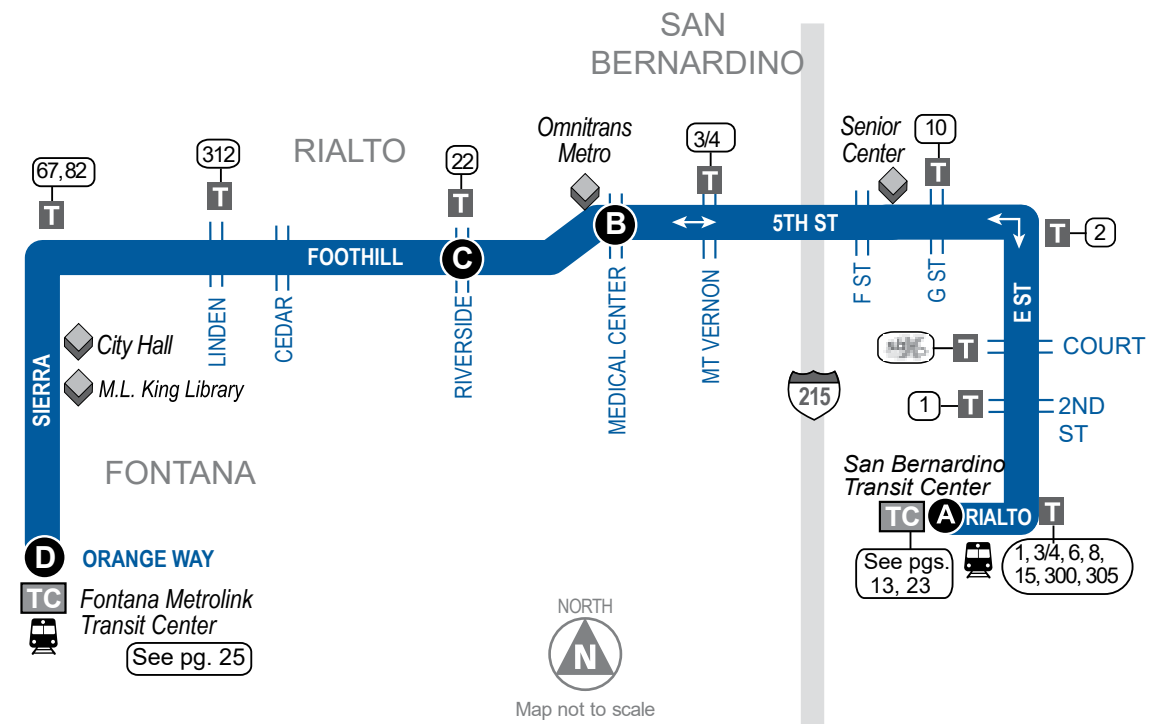 SAN
BERNARDINO
RIALTO
FONTANA
67,82
T
312
T
22
T
Omnitrans
Metro
3/4
T
Senior
Center
10
T
FOOTHILL
C
B
5TH ST
T
2
LINDEN
CEDAR
RIVERSIDE
MEDICAL CENTER
MT VERNON
F ST
G ST
E ST
SIERRA
City Hall
M.L. King Library
T
COURT
215
1
T
2ND
ST
San Bernardino
Transit Center
TC
A
RIALTO
T
See pgs.
13, 23
1, 3/4, 6, 8,
15, 300, 305
D
ORANGE WAY
TC
Fontana Metrolink
Transit Center
See pg. 25
NORTH
N
Map not to scale